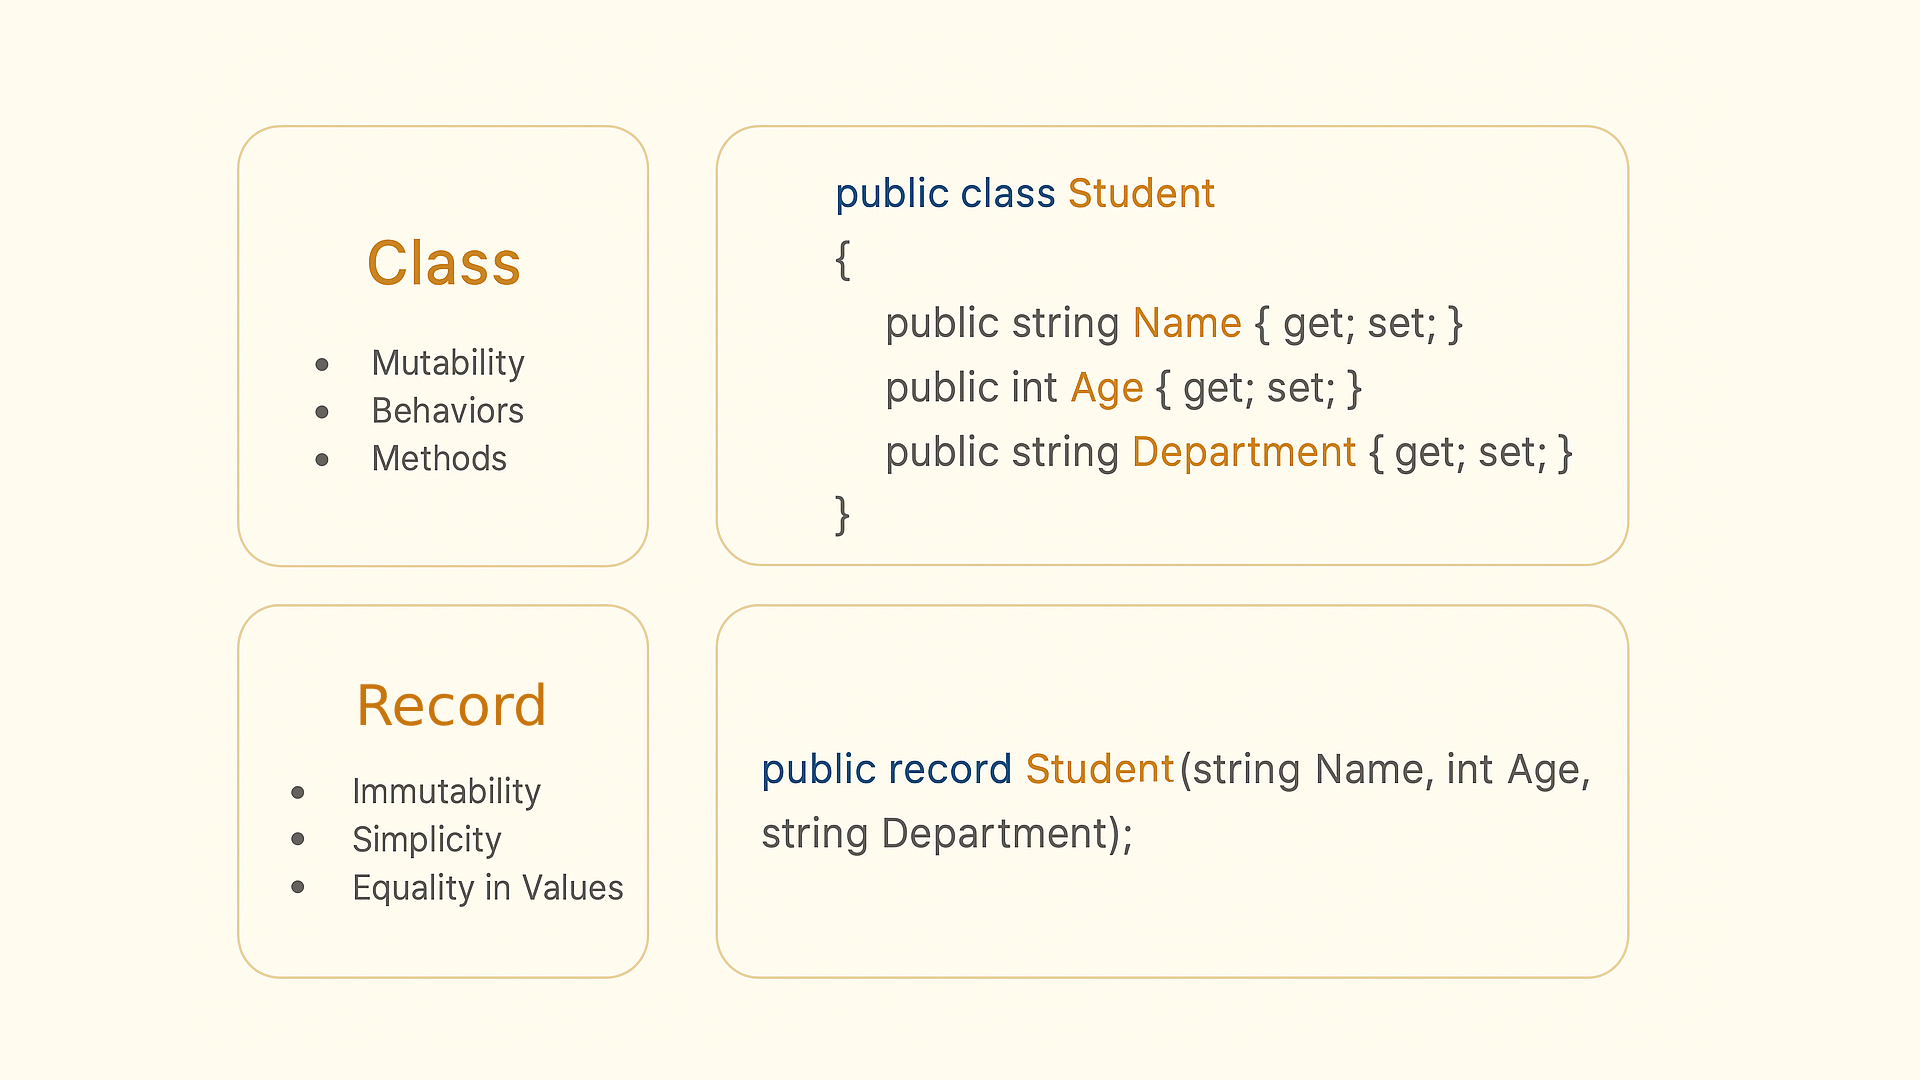 Class
• Mutability
• Behaviors
• Methods
public class Student
{
public string Name { get; set; }
public int Age { get; set; }
public string Department { get; set; }
}
Record
• Immutability
• Simplicity
• Equality in Values
public record Student(string Name, int Age,
string Department);